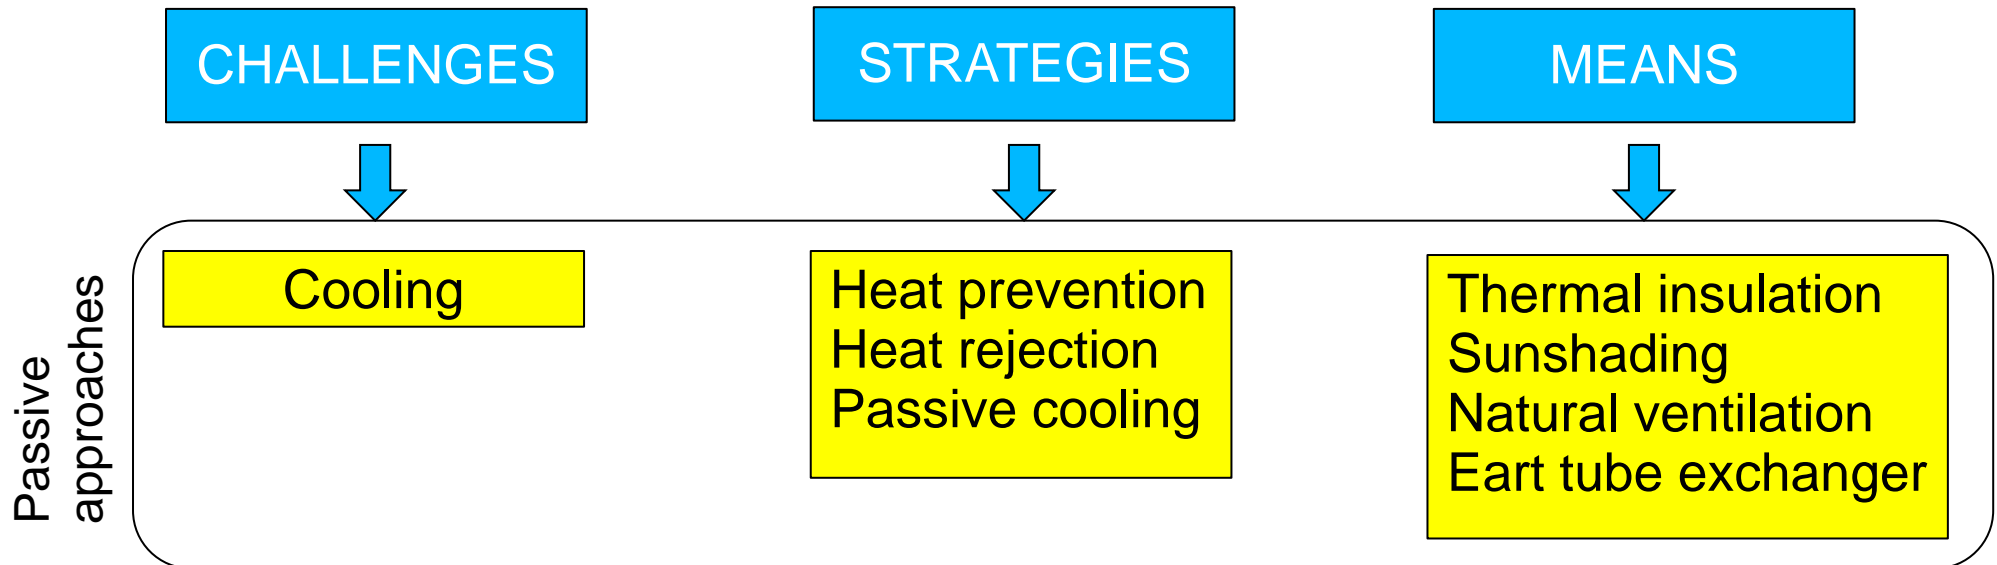 CHALLENGES
STRATEGIES
MEANS
Passive
approaches
Cooling
Heat prevention
Heat rejection
Passive cooling
Thermal insulation
Sunshading
Natural ventilation
Eart tube exchanger